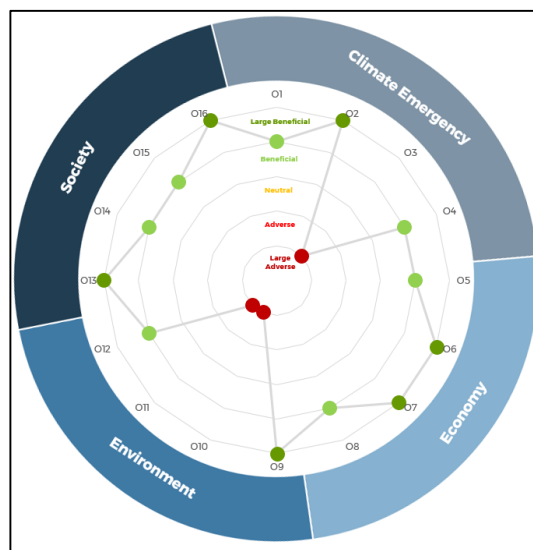 Climate Emergency
Society
Economy
Environment
O1
O2
O3
O4
O5
O6
O7
O8
O9
O10
O11
O12
O13
O14
O15
O16
Large Beneficial
Beneficial
Neutral
Adverse
Large
Adverse